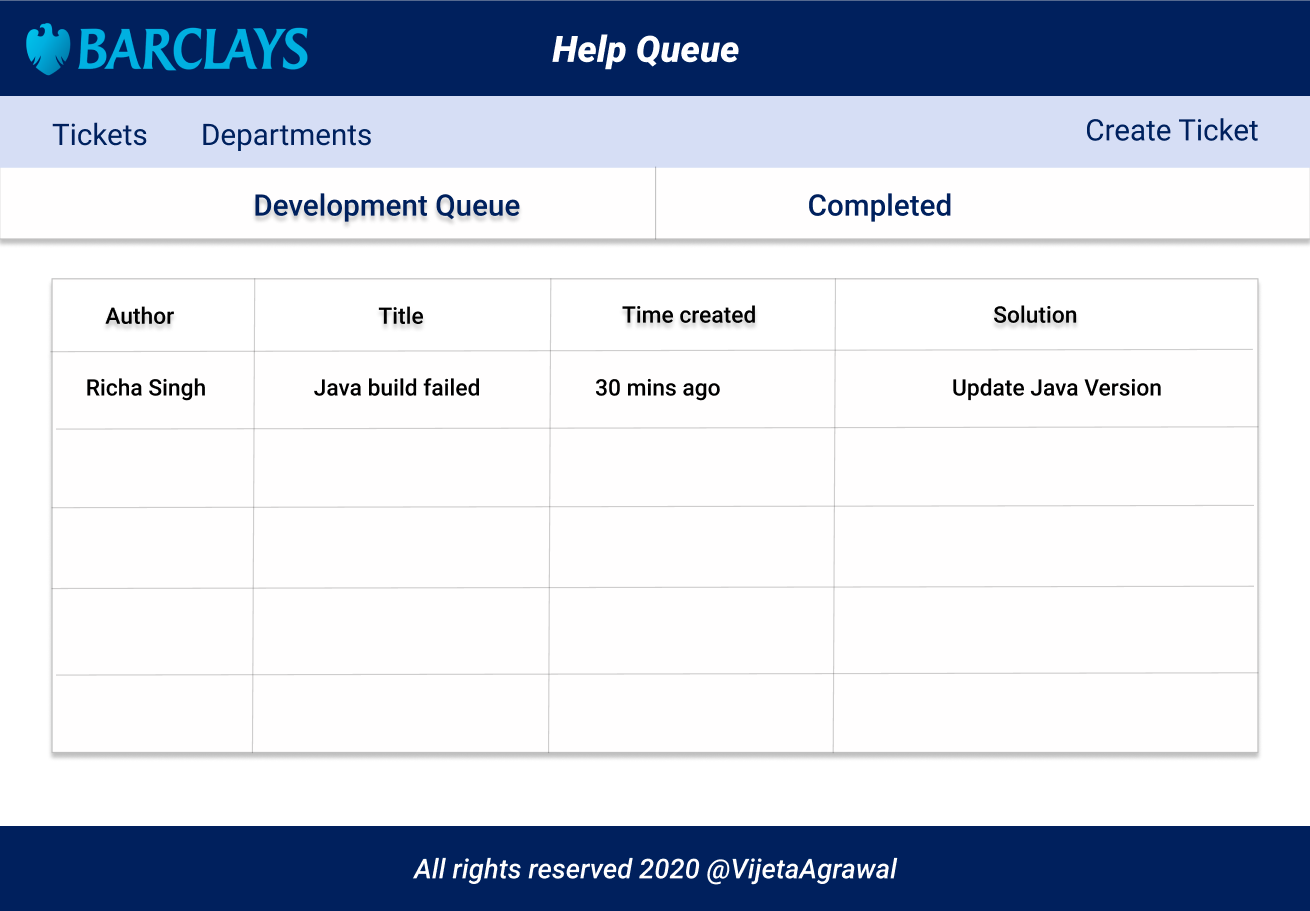 BARCLAYS
Help Queue
Tickets Departments Create Ticket
Development Queue Completed
Author Title Time created Solution
Richa Singh Java build failed 30 mins ago Update Java Version
All rights reserved 2020 @VijetaAgrawal